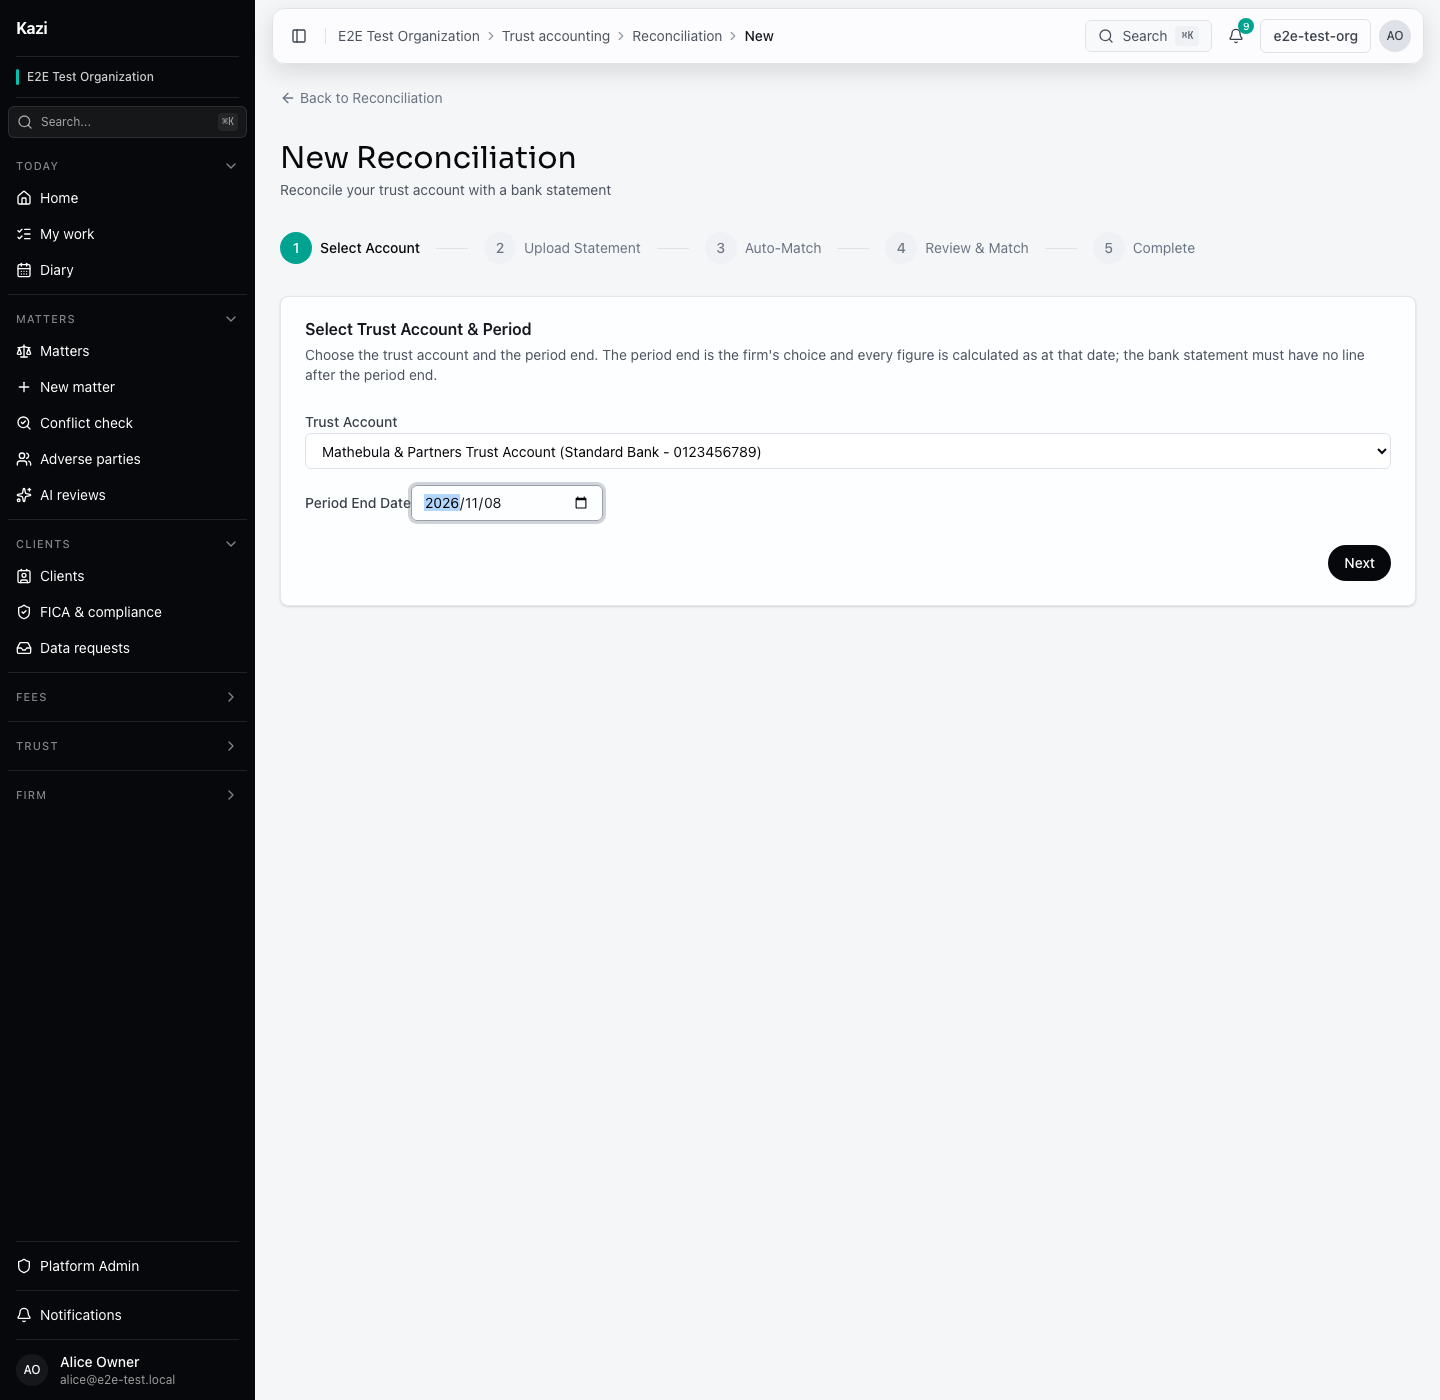 Kazi
E2E Test Organization
Search...
⌘K
TODAY
Home
My work
Diary
MATTERS
Matters
New matter
Conflict check
Adverse parties
AI reviews
CLIENTS
Clients
FICA & compliance
Data requests
FEES
TRUST
FIRM
Platform Admin
Notifications
AO
Alice Owner
alice@e2e-test.local
E2E Test Organization
Trust accounting
Reconciliation
New
Search ⌘K
9
e2e-test-org
AO
Back to Reconciliation
New Reconciliation
Reconcile your trust account with a bank statement
1 Select Account
2 Upload Statement
3 Auto-Match
4 Review & Match
5 Complete
Select Trust Account & Period
Choose the trust account and the period end. The period end is the firm's choice and every figure is calculated as at that date; the bank statement must have no line
after the period end.
Trust Account
Mathebula & Partners Trust Account (Standard Bank - 0123456789)
Period End Date 2026/11/08
Next